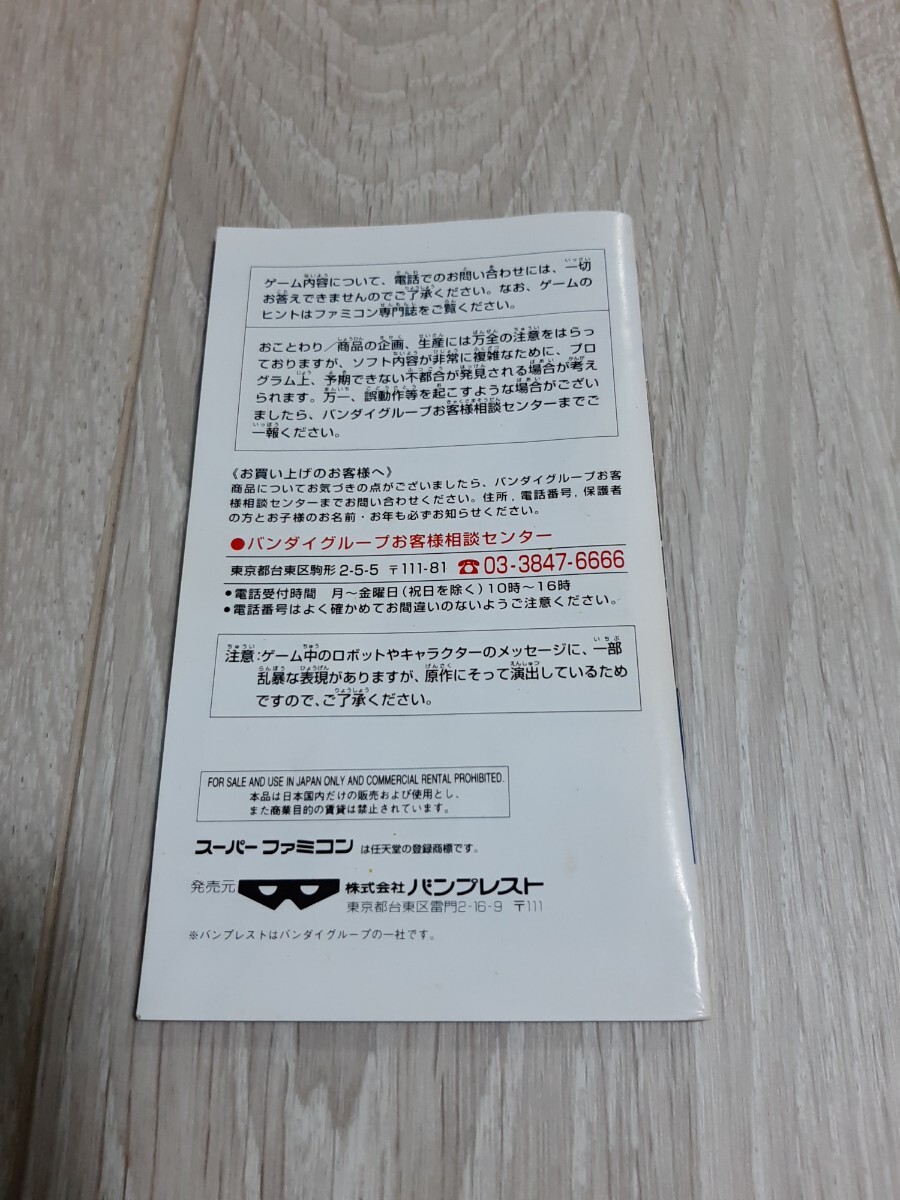 ゲーム内容について、電話でのお問い合わせには、一切
お答えできませんのでご了承ください。なお、ゲームの
ヒントはファミコン専門誌をご覧ください。
おことわり/商品の企画、生産には万全の注意をはらっ
ておりますが、ソフト内容が非常に複雑なために、プロ
グラム上、予期できない不都合が発見される場合が考え
られます。万一、誤動作等を起こすような場合がござい
ましたら、バンダイグループお客様相談センターまでご
一報ください。
《お買い上げのお客様へ》
商品についてお気づきの点がございましたら、バンダイグループお客
様相談センターまでお問い合わせください。住所,電話番号,保護者
の方とお子様のお名前・お年も必ずお知らせください。
●バンダイグループお客様相談センター
東京都台東区駒形2-5-5 〒111-81 ☎03-3847-6666
•電話受付時間 月〜金曜日(祝日を除く)10時〜16時
•電話番号はよく確かめてお間違いのないようご注意ください。
注意:ゲーム中のロボットやキャラクターのメッセージに、一部
乱暴な表現がありますが、原作にそって演出しているため
ですので、ご了承ください。
FOR SALE AND USE IN JAPAN ONLY AND COMMERCIAL RENTAL PROHIBITED.
本品は日本国内だけの販売および使用とし、
また商業目的の賃貸は禁止されています。
スーパーファミコンは任天堂の登録商標です。
発売元 株式会社バンプレスト
東京都台東区雷門2-16-9 〒111
※バンプレストはバンダイグループの一社です。